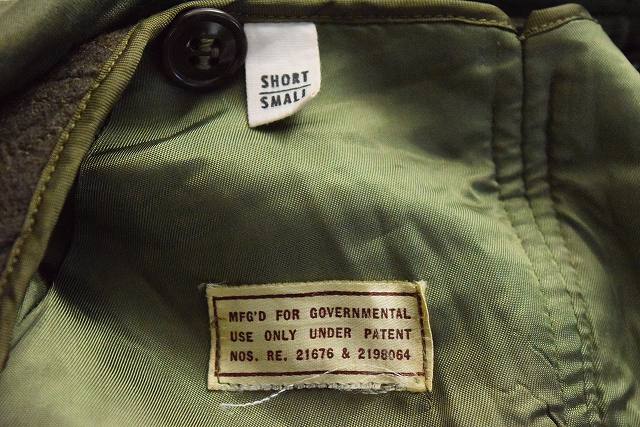 SHORT
SMALL
MFG'D FOR GOVERNMENTAL
USE ONLY UNDER PATENT
NOS. RE. 21676 & 2198064